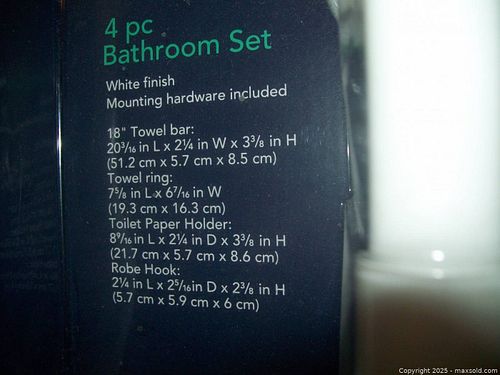 4 pc
Bathroom Set
White finish
Mounting hardware included
18" Towel bar:
20³/₁₆ in L x 2¼ in W x 3³/₈ in H
(51.2 cm x 5.7 cm x 8.5 cm)
Towel ring:
7⁵/₈ in L x 6⁷/₁₆ in W
(19.3 cm x 16.3 cm)
Toilet Paper Holder:
8⁹/₁₆ in L x 2¼ in D x 3³/₈ in H
(21.7 cm x 5.7 cm x 8.6 cm)
Robe Hook:
2¼ in L x 2⁵/₁₆in D x 2³/₈ in H
(5.7 cm x 5.9 cm x 6 cm)
Copyright 2025 - maxsold.com